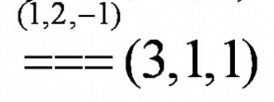 (1,2,−1)
===(3,1,1)